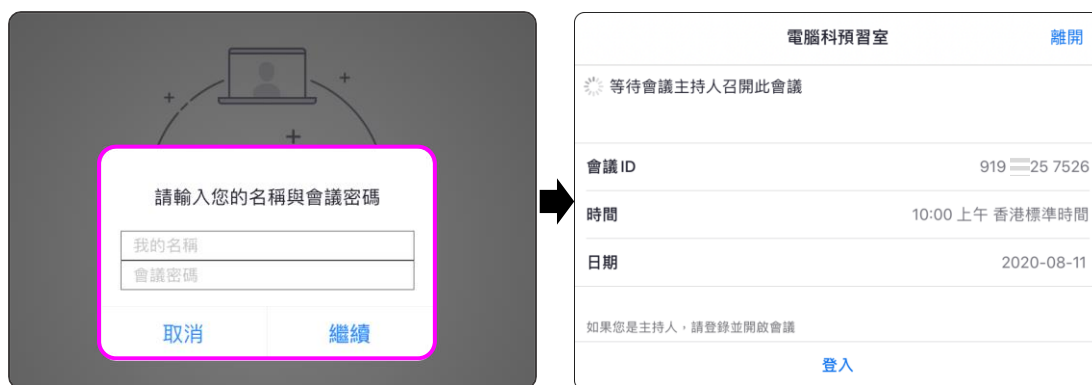 請輸入您的名稱與會議密碼
我的名稱
會議密碼
取消
繼續
電腦科預習室
離開
等待會議主持人召開此會議
會議 ID
919 25 7526
時間
10:00 上午 香港標準時間
日期
2020-08-11
如果您是主持人，請登錄並開啟會議
登入